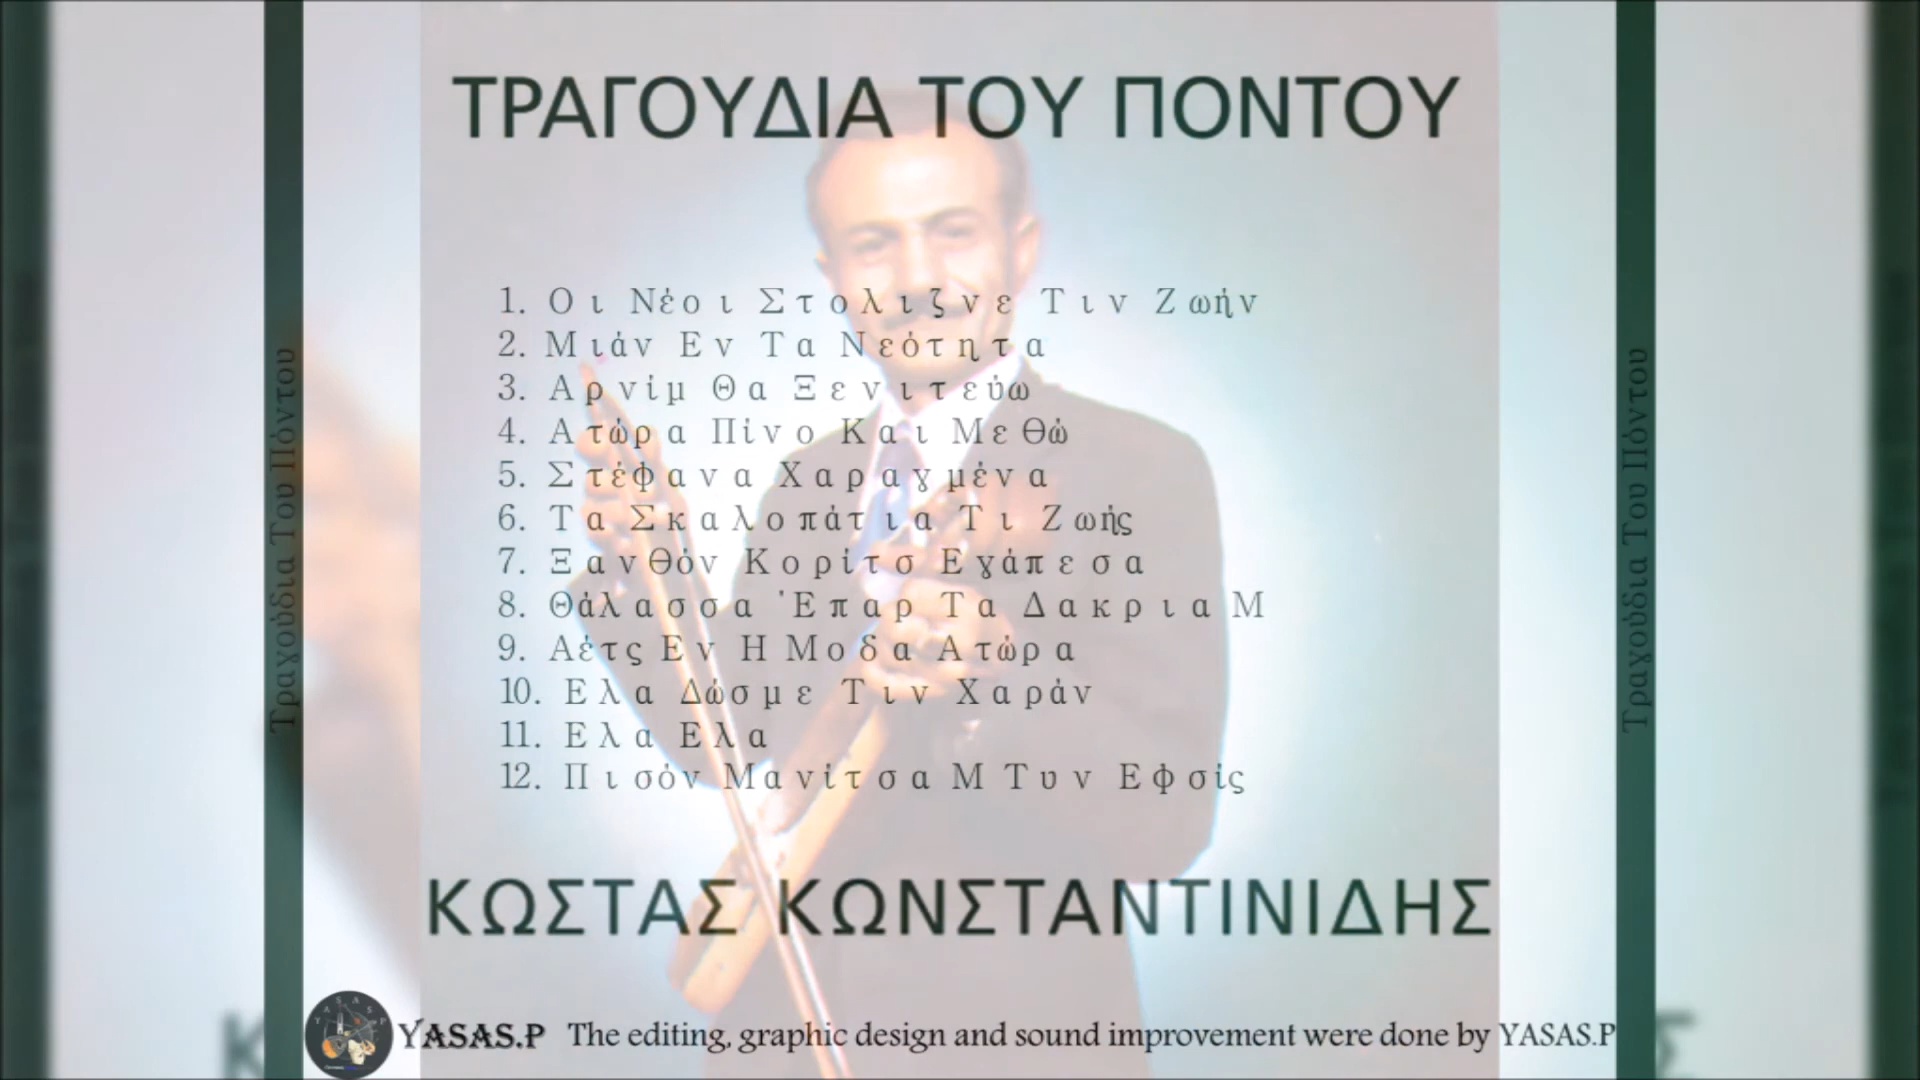 ΤΡΑΓΟΥΔΙΑ ΤΟΥ ΠΟΝΤΟΥ
1. Οι Νέοι Στολιζνε Τιν Ζωήν
2. Μιάν Εν Τα Νεότητα
3. Αρνίμ Θα Ξενιτεύω
4. Ατώρα Πίνο Και Μεθώ
5. Στέφανα Χαραγμένα
6. Τα Σκαλοπάτια Τι Ζωής
7. Ξανθόν Κορίτσ Εγάπεσα
8. Θάλασσα Έπαρ Τα Δακρια Μ
9. Αέτς Εν Η Μοδα Ατώρα
10. Ελα Δώσμε Τιν Χαράν
11. Ελα Ελα
12. Πισόν Μανίτσα Μ Τυν Εφσίς
ΚΩΣΤΑΣ ΚΩΝΣΤΑΝΤΙΝΙΔΗΣ
Τραγούδια Του Πόντου
Τραγούδια Του Πόντου
YASAS.P The editing, graphic design and sound improvement were done by YASAS.P